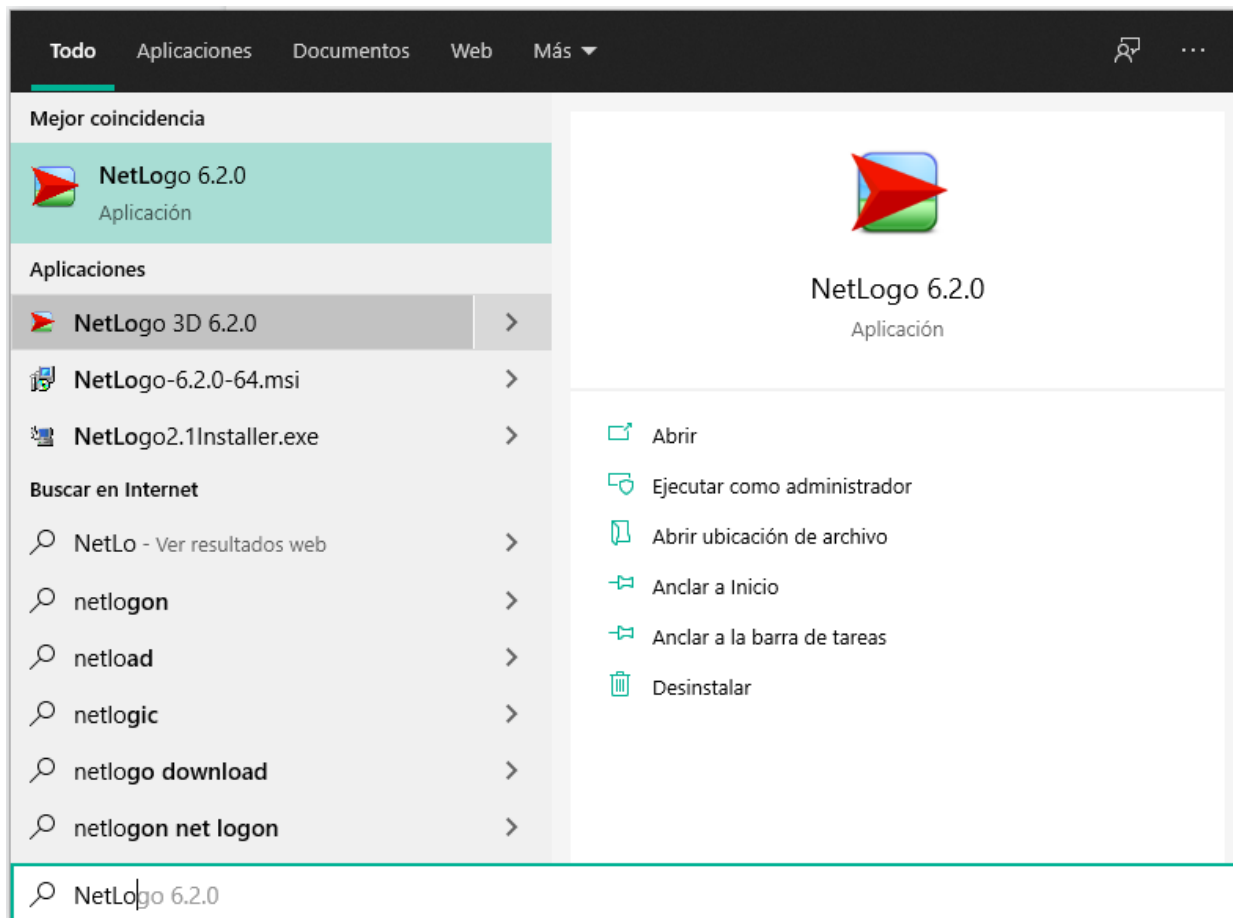 Todo Aplicaciones Documentos Web Más
Mejor coincidencia
NetLogo 6.2.0
Aplicación
Aplicaciones
NetLogo 3D 6.2.0
NetLogo-6.2.0-64.msi
NetLogo2.1Installer.exe
Buscar en Internet
NetLo - Ver resultados web
netlogon
netload
netlogic
netlogo download
netlogon net logon
NetLogo 6.2.0
NetLogo 6.2.0
Aplicación
Abrir
Ejecutar como administrador
Abrir ubicación de archivo
Anclar a Inicio
Anclar a la barra de tareas
Desinstalar